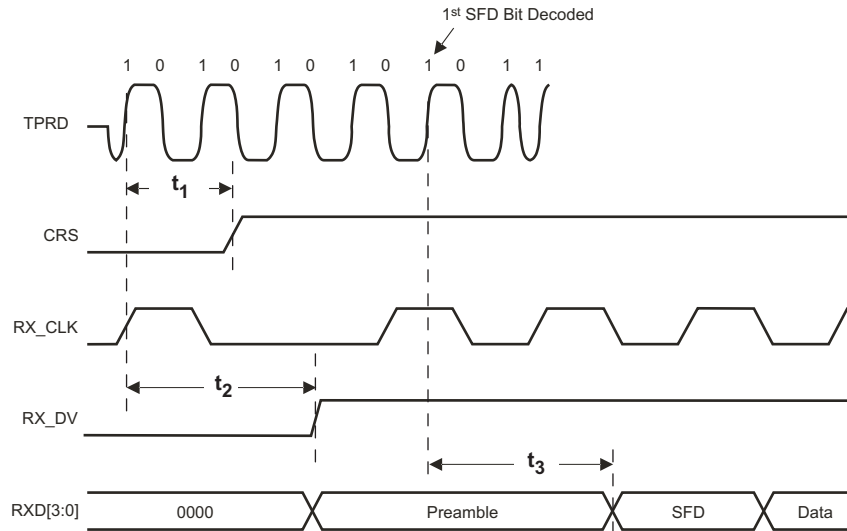 1st SFD Bit Decoded
1 0 1 0 1 0 1 0 1 0 1 1
TPRD
t1
CRS
RX_CLK
t2
RX_DV
t3
RXD[3:0] 0000 Preamble SFD Data